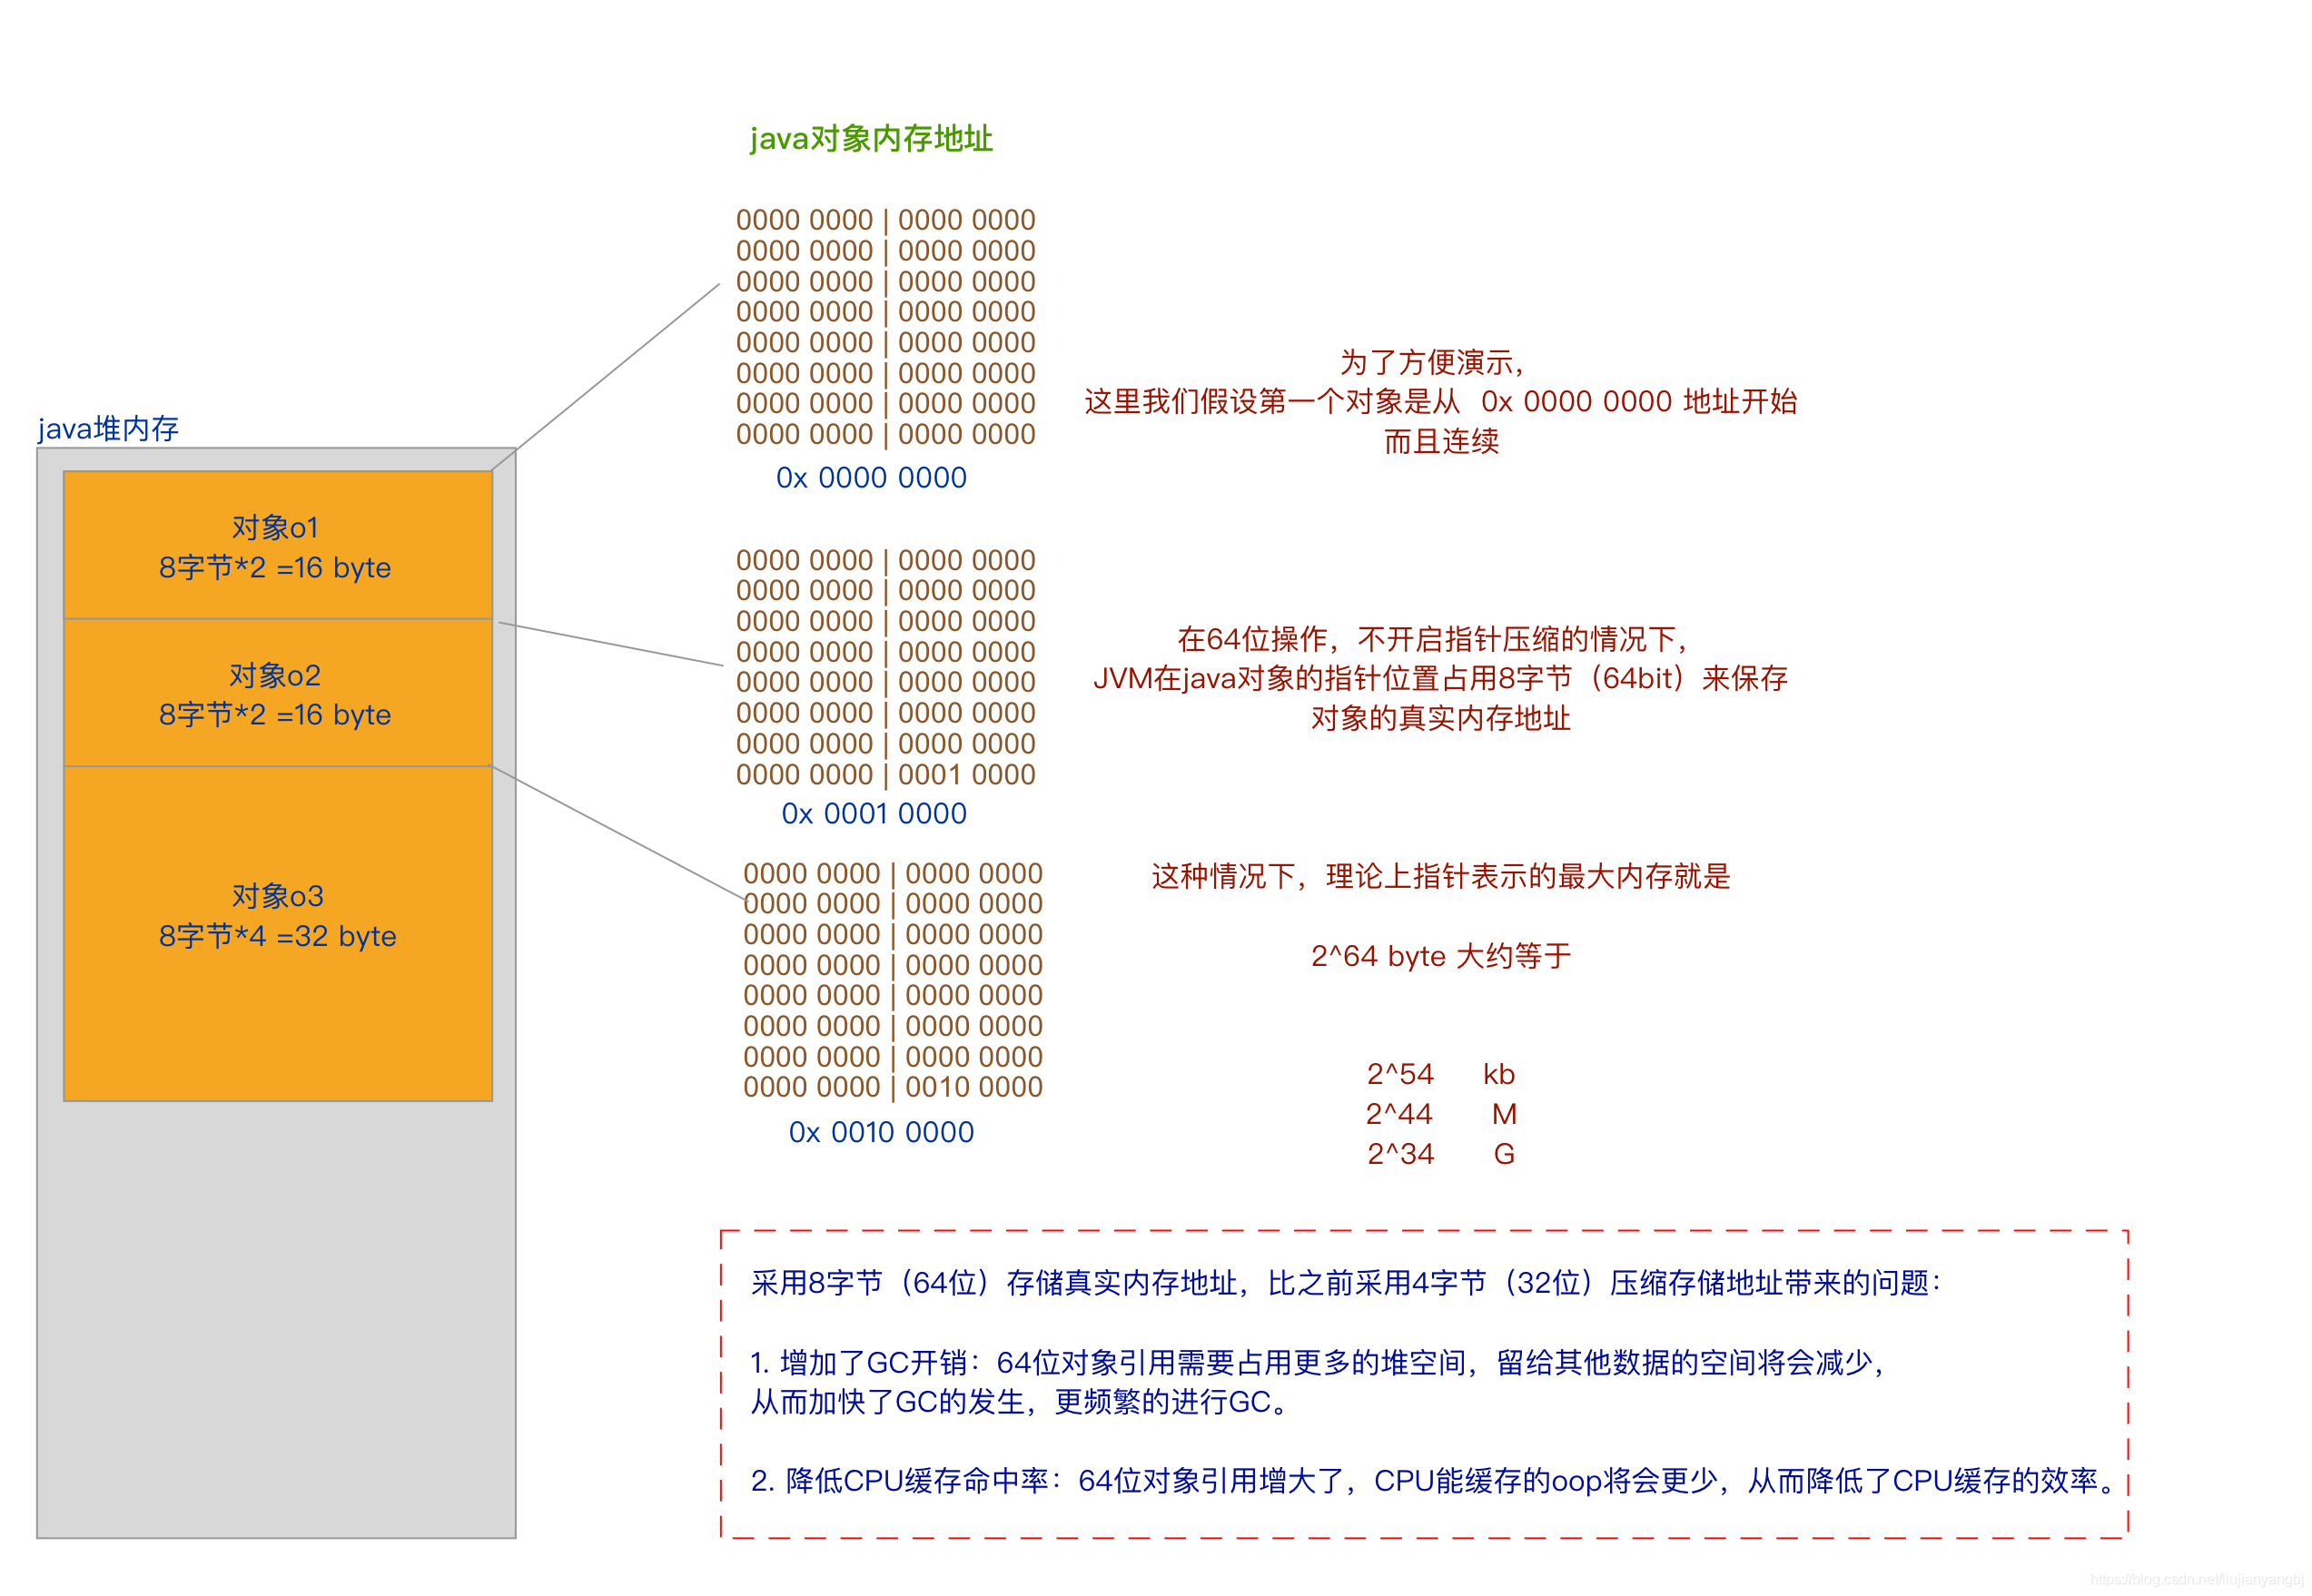 java对象内存地址
0000 0000 | 0000 0000
0000 0000 | 0000 0000
0000 0000 | 0000 0000
0000 0000 | 0000 0000
0000 0000 | 0000 0000
0000 0000 | 0000 0000
0000 0000 | 0000 0000
0000 0000 | 0000 0000
0x 0000 0000
为了方便演示，
这里我们假设第一个对象是从 0x 0000 0000 地址开始
而且连续
java堆内存
对象o1
8字节*2 =16 byte
对象o2
8字节*2 =16 byte
对象o3
8字节*4 =32 byte
0000 0000 | 0000 0000
0000 0000 | 0000 0000
0000 0000 | 0000 0000
0000 0000 | 0000 0000
0000 0000 | 0000 0000
0000 0000 | 0000 0000
0000 0000 | 0000 0000
0000 0000 | 0001 0000
0x 0001 0000
在64位操作，不开启指针压缩的情况下，
JVM在java对象的指针位置占用8字节（64bit）来保存
对象的真实内存地址
0000 0000 | 0000 0000
0000 0000 | 0000 0000
0000 0000 | 0000 0000
0000 0000 | 0000 0000
0000 0000 | 0000 0000
0000 0000 | 0000 0000
0000 0000 | 0000 0000
0000 0000 | 0010 0000
0x 0010 0000
这种情况下，理论上指针表示的最大内存就是
2^64 byte 大约等于
2^54 kb
2^44 M
2^34 G
采用8字节（64位）存储真实内存地址，比之前采用4字节（32位）压缩存储地址带来的问题：
1. 增加了GC开销：64位对象引用需要占用更多的堆空间，留给其他数据的空间将会减少，
从而加快了GC的发生，更频繁的进行GC。
2. 降低CPU缓存命中率：64位对象引用增大了，CPU能缓存的oop将会更少，从而降低了CPU缓存的效率。
https://blog.csdn.net/liujianyangbj